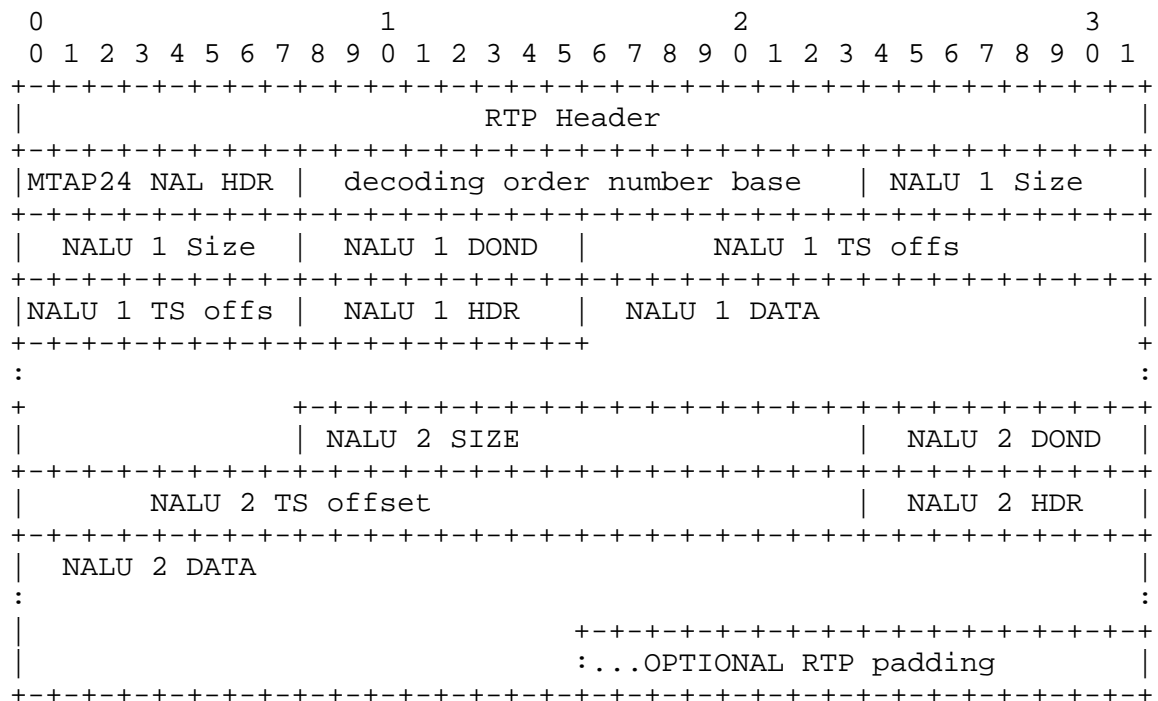 0                   1                   2                   3
 0 1 2 3 4 5 6 7 8 9 0 1 2 3 4 5 6 7 8 9 0 1 2 3 4 5 6 7 8 9 0 1
+-+-+-+-+-+-+-+-+-+-+-+-+-+-+-+-+-+-+-+-+-+-+-+-+-+-+-+-+-+-+-+-+
|                          RTP Header                           |
+-+-+-+-+-+-+-+-+-+-+-+-+-+-+-+-+-+-+-+-+-+-+-+-+-+-+-+-+-+-+-+-+
|MTAP24 NAL HDR |  decoding order number base   | NALU 1 Size   |
+-+-+-+-+-+-+-+-+-+-+-+-+-+-+-+-+-+-+-+-+-+-+-+-+-+-+-+-+-+-+-+-+
|  NALU 1 Size  |  NALU 1 DOND  |       NALU 1 TS offs          |
+-+-+-+-+-+-+-+-+-+-+-+-+-+-+-+-+-+-+-+-+-+-+-+-+-+-+-+-+-+-+-+-+
|NALU 1 TS offs |  NALU 1 HDR   |  NALU 1 DATA                  |
+-+-+-+-+-+-+-+-+-+-+-+-+-+-+-+-+                               +
:                                                               :
+               +-+-+-+-+-+-+-+-+-+-+-+-+-+-+-+-+-+-+-+-+-+-+-+-+
|               | NALU 2 SIZE                   |  NALU 2 DOND  |
+-+-+-+-+-+-+-+-+-+-+-+-+-+-+-+-+-+-+-+-+-+-+-+-+-+-+-+-+-+-+-+-+
|       NALU 2 TS offset                        |  NALU 2 HDR   |
+-+-+-+-+-+-+-+-+-+-+-+-+-+-+-+-+-+-+-+-+-+-+-+-+-+-+-+-+-+-+-+-+
|  NALU 2 DATA                                                  |
:                                                               :
|                               +-+-+-+-+-+-+-+-+-+-+-+-+-+-+-+-+
|                               :...OPTIONAL RTP padding        |
+-+-+-+-+-+-+-+-+-+-+-+-+-+-+-+-+-+-+-+-+-+-+-+-+-+-+-+-+-+-+-+-+